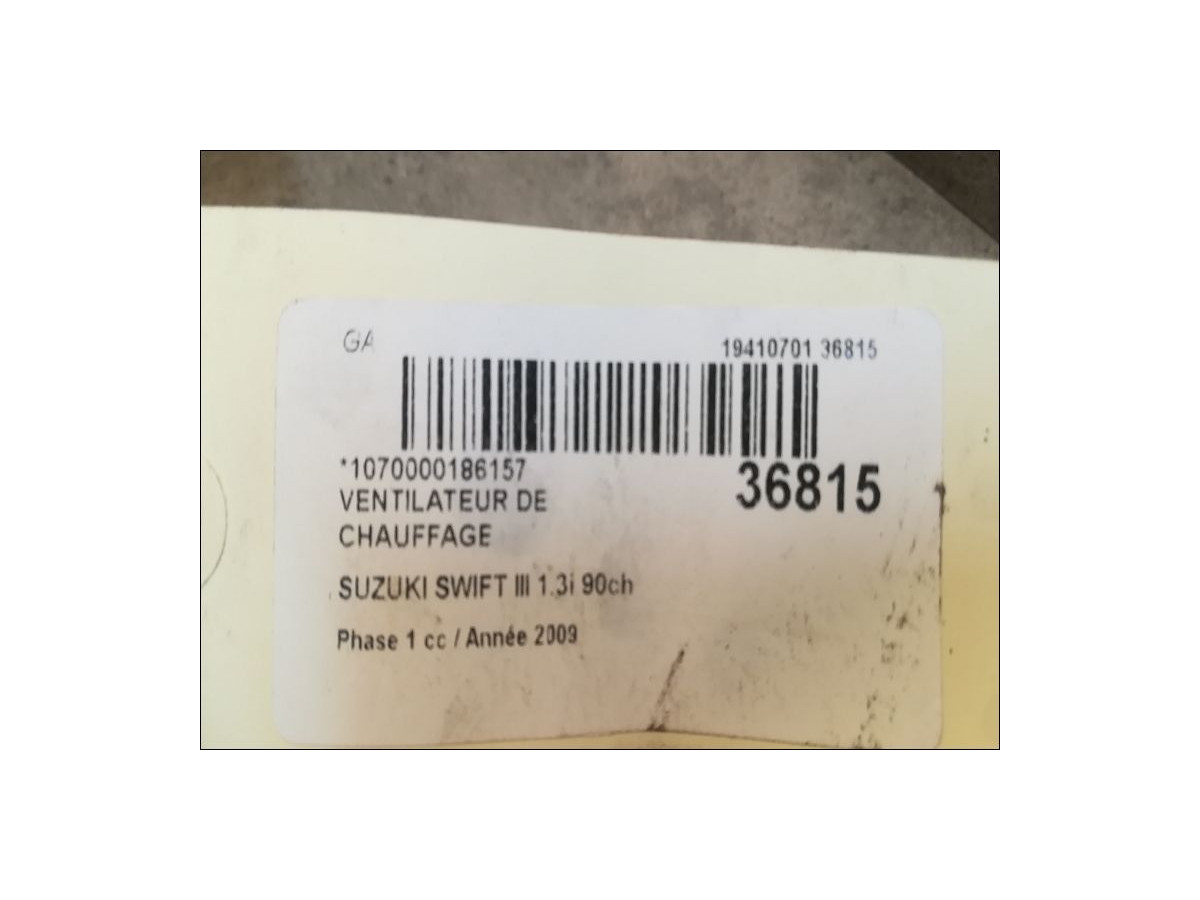 GA
19410701 36815
*1070000186157
36815
VENTILATEUR DE
CHAUFFAGE
SUZUKI SWIFT III 1.3i 90ch
Phase 1 cc / Année 2009